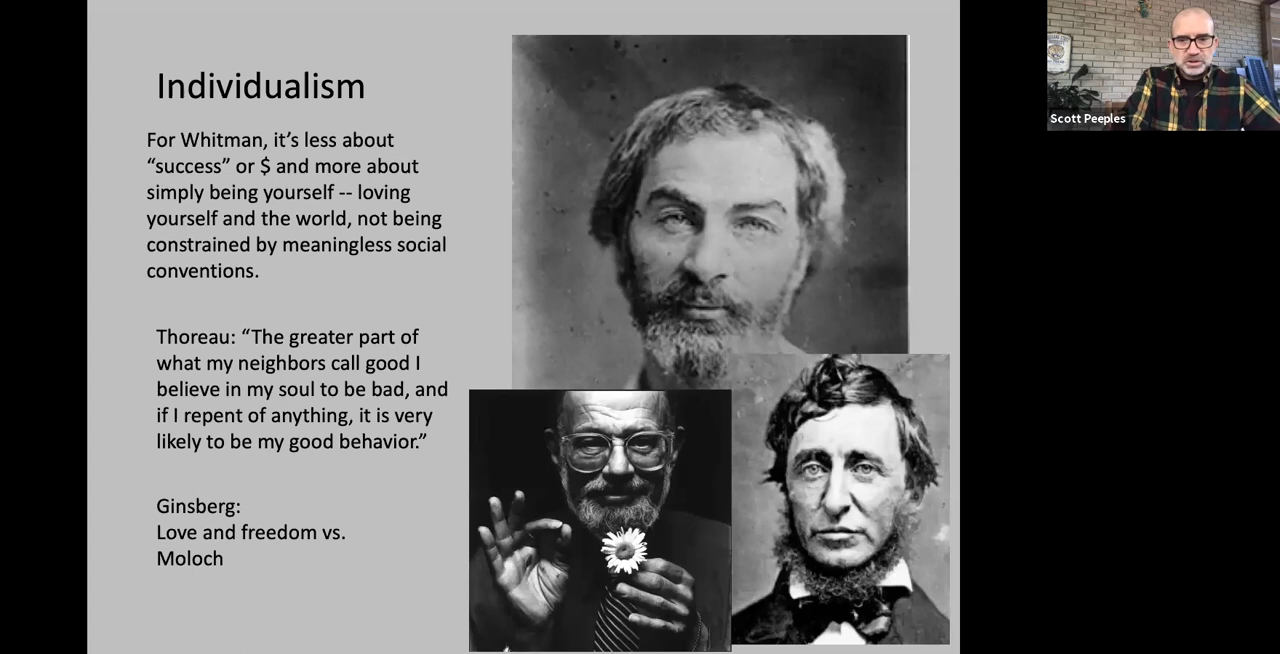 Individualism
For Whitman, it’s less about
“success” or $ and more about
simply being yourself -- loving
yourself and the world, not being
constrained by meaningless social
conventions.
Thoreau: “The greater part of
what my neighbors call good I
believe in my soul to be bad, and
if I repent of anything, it is very
likely to be my good behavior.”
Ginsberg:
Love and freedom vs.
Moloch
Scott Peeples